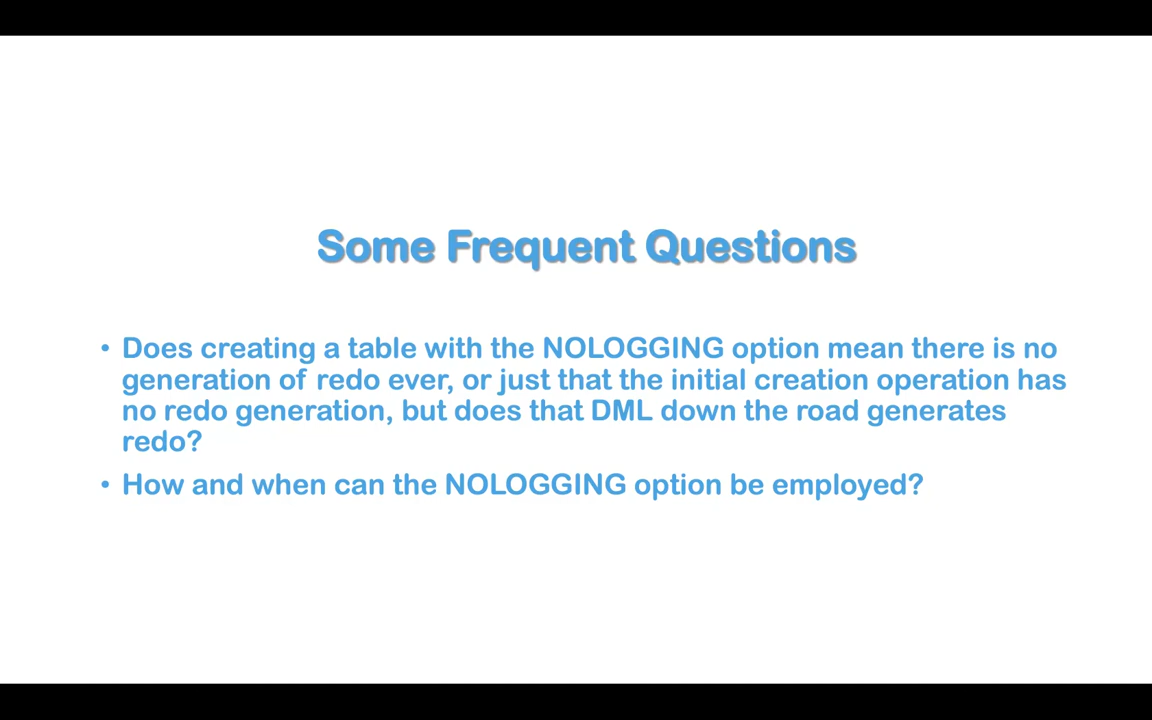 Some Frequent Questions
• Does creating a table with the NOLOGGING option mean there is no
generation of redo ever, or just that the initial creation operation has
no redo generation, but does that DML down the road generates
redo?
• How and when can the NOLOGGING option be employed?